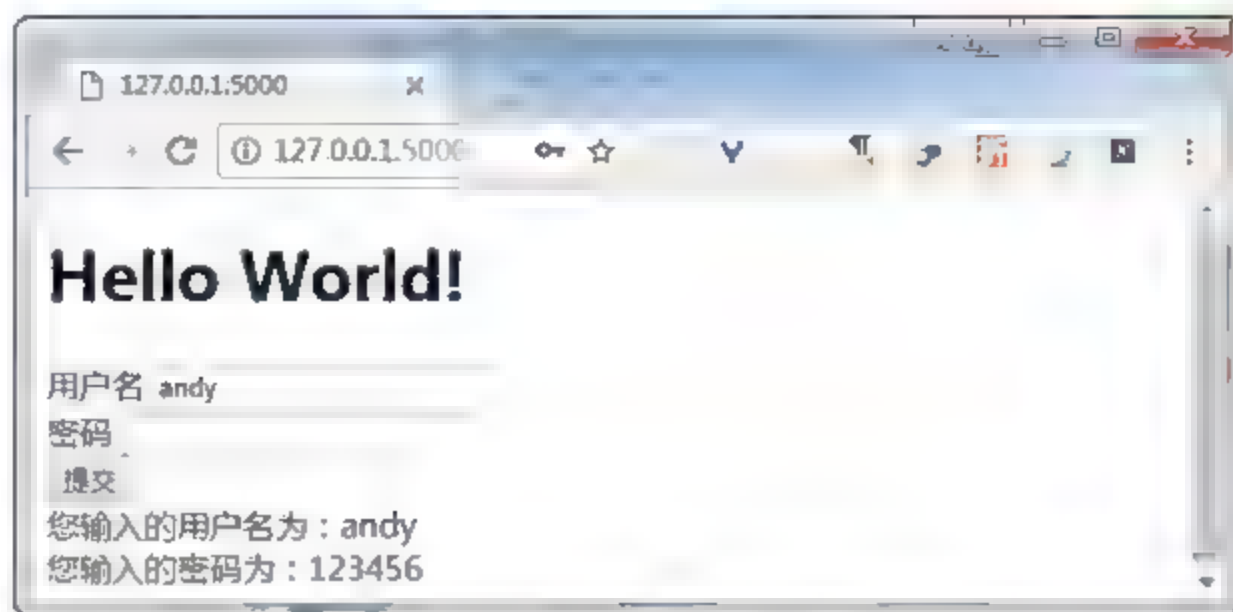 127.0.0.1:5000
127.0.0.1:5000
Hello World!
用户名 andy
密码
提交
您输入的用户名为：andy
您输入的密码为：123456